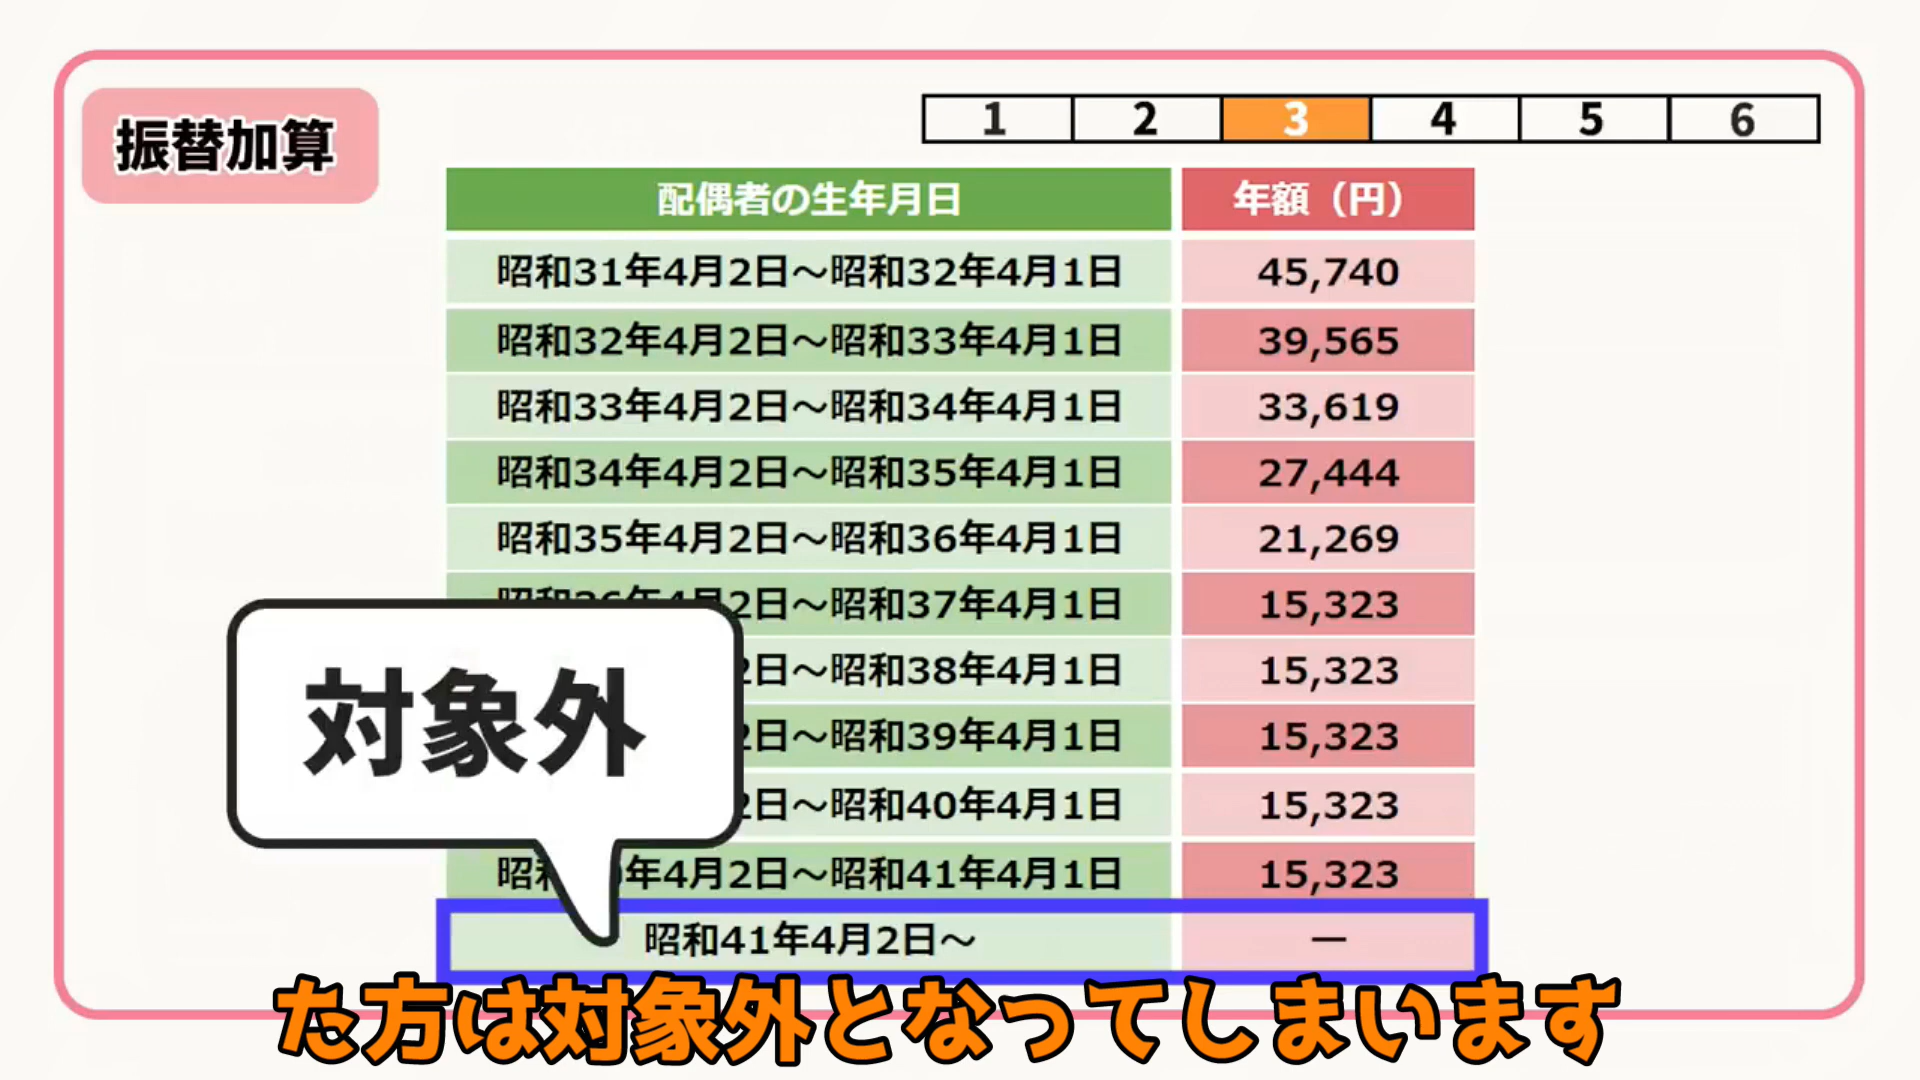 振替加算
1 2 3 4 5 6
配偶者の生年月日 年額（円）
昭和31年4月2日～昭和32年4月1日 45,740
昭和32年4月2日～昭和33年4月1日 39,565
昭和33年4月2日～昭和34年4月1日 33,619
昭和34年4月2日～昭和35年4月1日 27,444
昭和35年4月2日～昭和36年4月1日 21,269
昭和36年4月2日～昭和37年4月1日 15,323
2日～昭和38年4月1日 15,323
2日～昭和39年4月1日 15,323
2日～昭和40年4月1日 15,323
年4月2日～昭和41年4月1日 15,323
対象外
昭和41年4月2日～ ー
た方は対象外となってしまいます